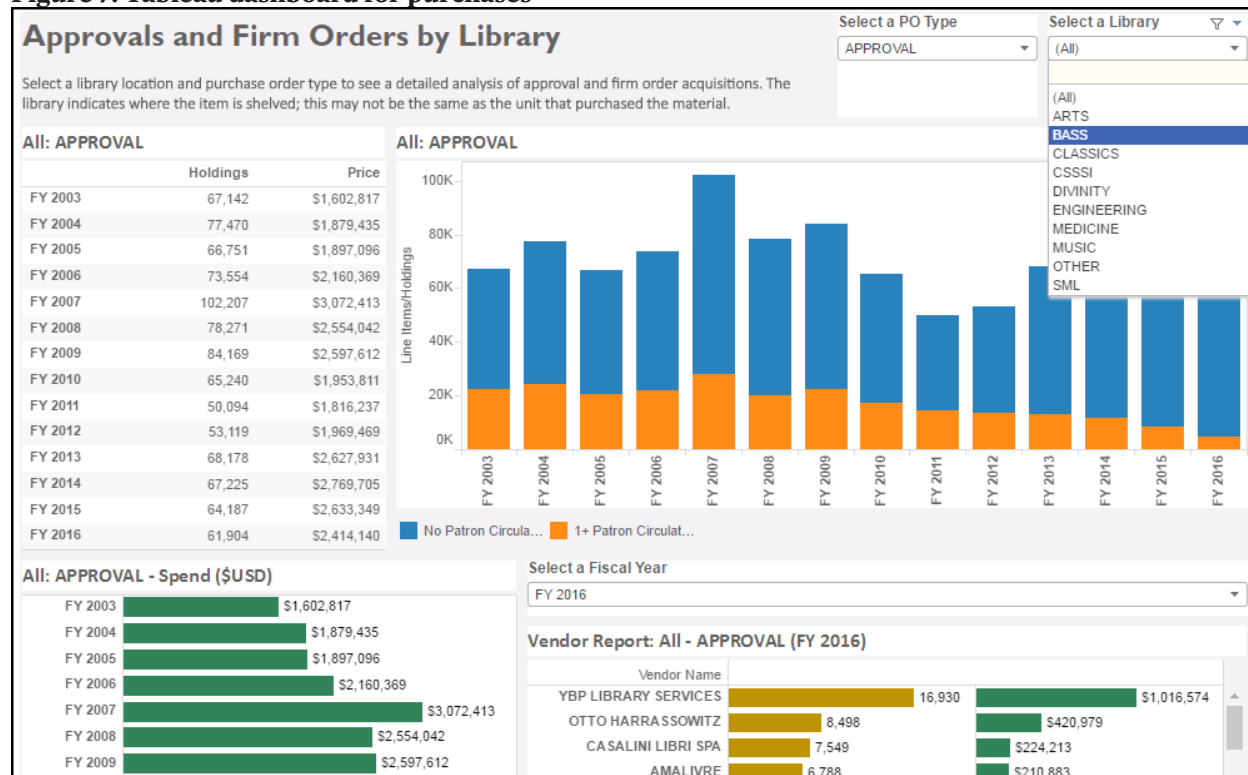 Figure 7. Tableau dashboard for purchases
Approvals and Firm Orders by Library
Select a library location and purchase order type to see a detailed analysis of approval and firm order acquisitions. The
library indicates where the item is shelved; this may not be the same as the unit that purchased the material.
Select a PO Type
APPROVAL
Select a Library
(All)
(All)
ARTS
BASS
CLASSICS
CSSSI
DIVINITY
ENGINEERING
MEDICINE
MUSIC
OTHER
SML
All: APPROVAL
Holdings Price
FY 2003 67,142 $1,602,817
FY 2004 77,470 $1,879,435
FY 2005 66,751 $1,897,096
FY 2006 73,554 $2,160,369
FY 2007 102,207 $3,072,413
FY 2008 78,271 $2,554,042
FY 2009 84,169 $2,597,612
FY 2010 65,240 $1,953,811
FY 2011 50,094 $1,816,237
FY 2012 53,119 $1,969,469
FY 2013 68,178 $2,627,931
FY 2014 67,225 $2,769,705
FY 2015 64,187 $2,633,349
FY 2016 61,904 $2,414,140
All: APPROVAL
Line Items/Holdings
100K
80K
60K
40K
20K
0K
FY 2003
FY 2004
FY 2005
FY 2006
FY 2007
FY 2008
FY 2009
FY 2010
FY 2011
FY 2012
FY 2013
FY 2014
FY 2015
FY 2016
No Patron Circula... 1+ Patron Circulat...
All: APPROVAL - Spend ($USD)
FY 2003 $1,602,817
FY 2004 $1,879,435
FY 2005 $1,897,096
FY 2006 $2,160,369
FY 2007 $3,072,413
FY 2008 $2,554,042
FY 2009 $2,597,612
Select a Fiscal Year
FY 2016
Vendor Report: All - APPROVAL (FY 2016)
Vendor Name
YBP LIBRARY SERVICES 16,930 $1,016,574
OTTO HARRASSOWITZ 8,498 $420,979
CASALINI LIBRI SPA 7,549 $224,213
AMALIVRE 6,788 $210,883